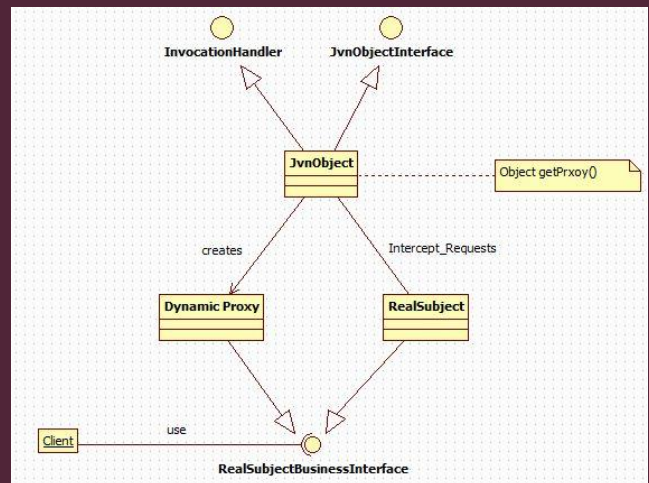 InvocationHandler
JvnObjectInterface
JvnObject
Object getPrxoy()
creates
Intercept_Requests
Dynamic Proxy
RealSubject
Client
use
RealSubjectBusinessInterface